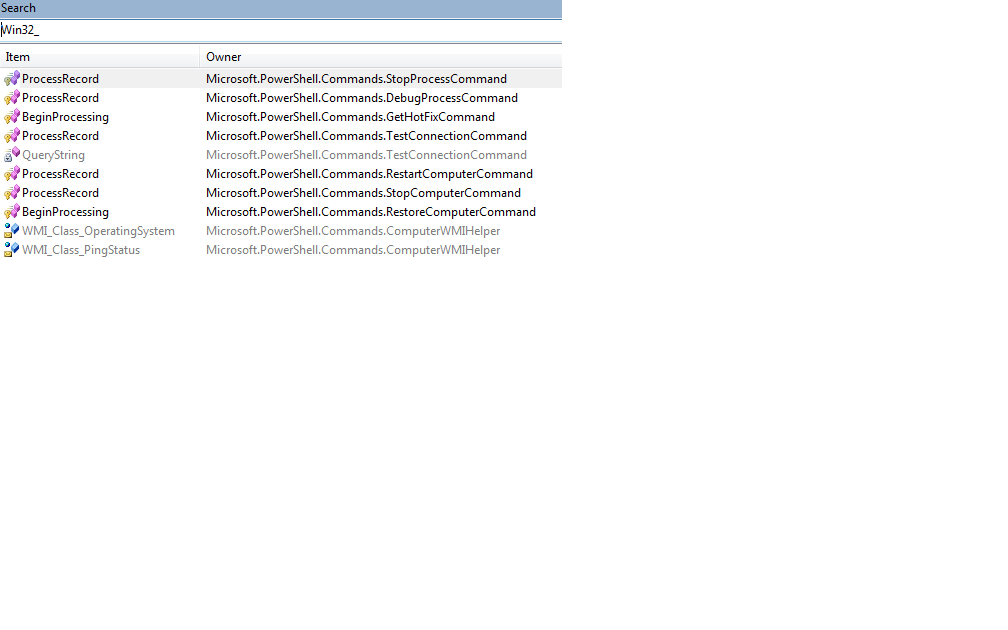 Search
Win32_
Item Owner
ProcessRecord Microsoft.PowerShell.Commands.StopProcessCommand
ProcessRecord Microsoft.PowerShell.Commands.DebugProcessCommand
BeginProcessing Microsoft.PowerShell.Commands.GetHotFixCommand
ProcessRecord Microsoft.PowerShell.Commands.TestConnectionCommand
QueryString Microsoft.PowerShell.Commands.TestConnectionCommand
ProcessRecord Microsoft.PowerShell.Commands.RestartComputerCommand
ProcessRecord Microsoft.PowerShell.Commands.StopComputerCommand
BeginProcessing Microsoft.PowerShell.Commands.RestoreComputerCommand
WMI_Class_OperatingSystem Microsoft.PowerShell.Commands.ComputerWMIHelper
WMI_Class_PingStatus Microsoft.PowerShell.Commands.ComputerWMIHelper